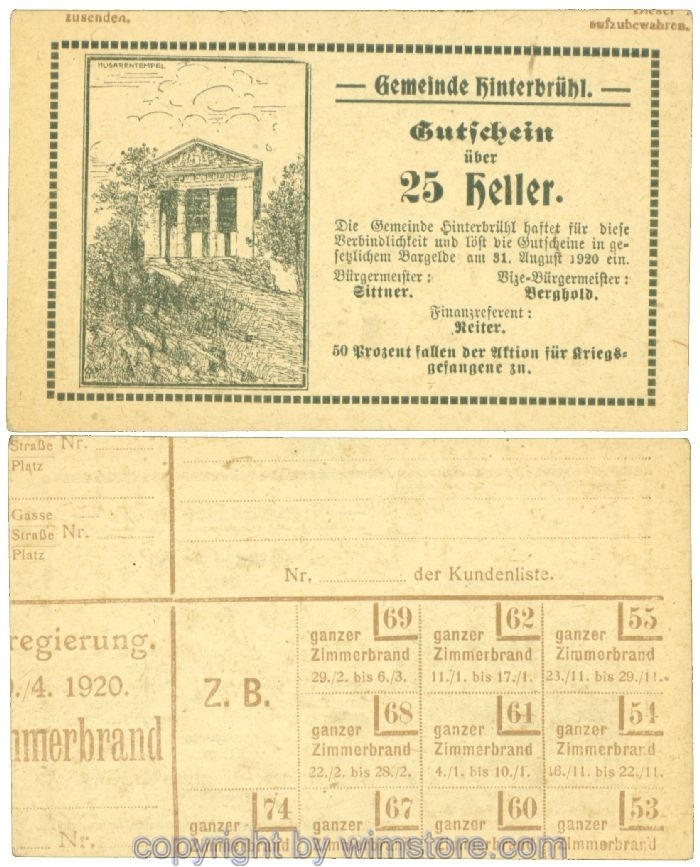 zusenden.
Dieser
aufzubewahren.
HUSARENTEMPEL
— Gemeinde Hinterbrühl. —
Gutschein
über
25 Heller.
Die Gemeinde Hinterbrühl haftet für diese
Verbindlichkeit und löst die Gutscheine in ge-
setzlichem Bargelde am 31. August 1920 ein.
Bürgermeister: Vize-Bürgermeister:
Sittner. Berghold.
Finanzreferent:
Reiter.
50 Prozent fallen der Aktion für Kriegs-
gefangene zu.
Straße Nr.
Platz
Gasse
Straße Nr.
Platz
Nr. ............ der Kundenliste.
regierung.
./4. 1920.
mmerbrand
Nr.
Z. B.
69 62 55
ganzer ganzer ganzer
Zimmerbrand Zimmerbrand Zimmerbrand
29./2. bis 6./3. 11./1. bis 17./1. 23./11. bis 29./11.
68 61 54
ganzer ganzer ganzer
Zimmerbrand Zimmerbrand Zimmerbrand
22./2. bis 28./2. 4./1. bis 10./1. 16./11. bis 22./11.
74 67 60 53
ganzer ganzer ganzer ganzer
Zimmerbrand Zimmerbrand Zimmerbrand
copyright by wimstore.com